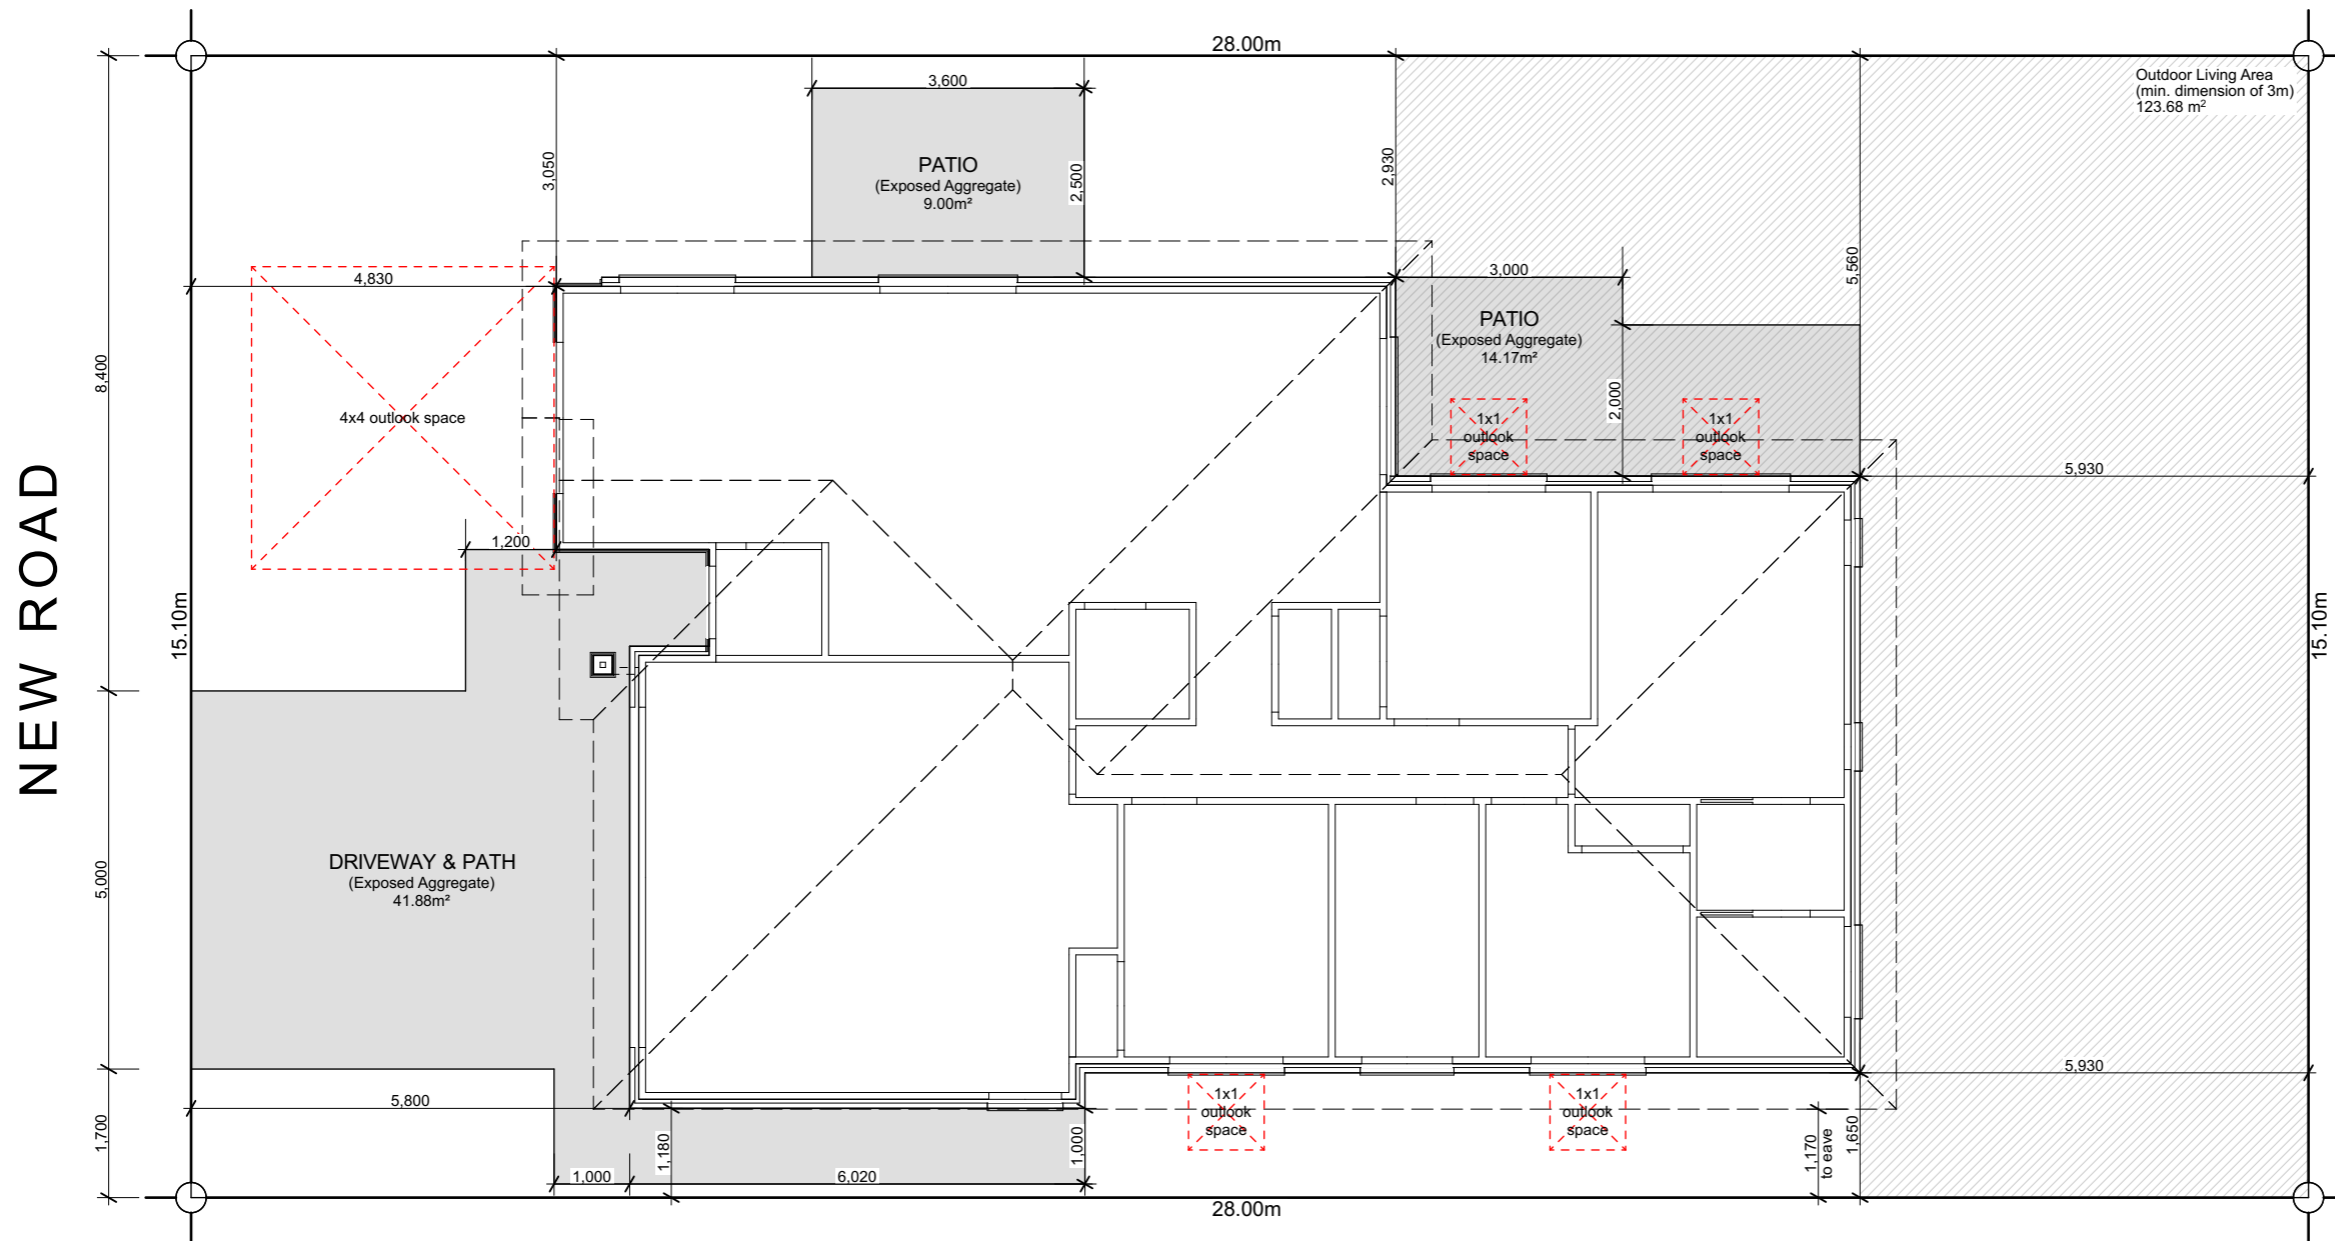 28.00m
Outdoor Living Area
(min. dimension of 3m)
123.68 m²
3,600
3,050
PATIO
(Exposed Aggregate)
9.00m²
2,500
2,930
5,560
4,830
3,000
PATIO
(Exposed Aggregate)
14.17m²
8,400
4x4 outlook space
2,000
1x1
outlook
space
1x1
outlook
space
5,930
1,200
NEW ROAD
15.10m
15.10m
DRIVEWAY & PATH
(Exposed Aggregate)
41.88m²
5,000
5,930
5,800
1,700
1,180
1,000
1x1
outlook
space
1x1
outlook
space
1,170
to eave
1,650
1,000
6,020
28.00m